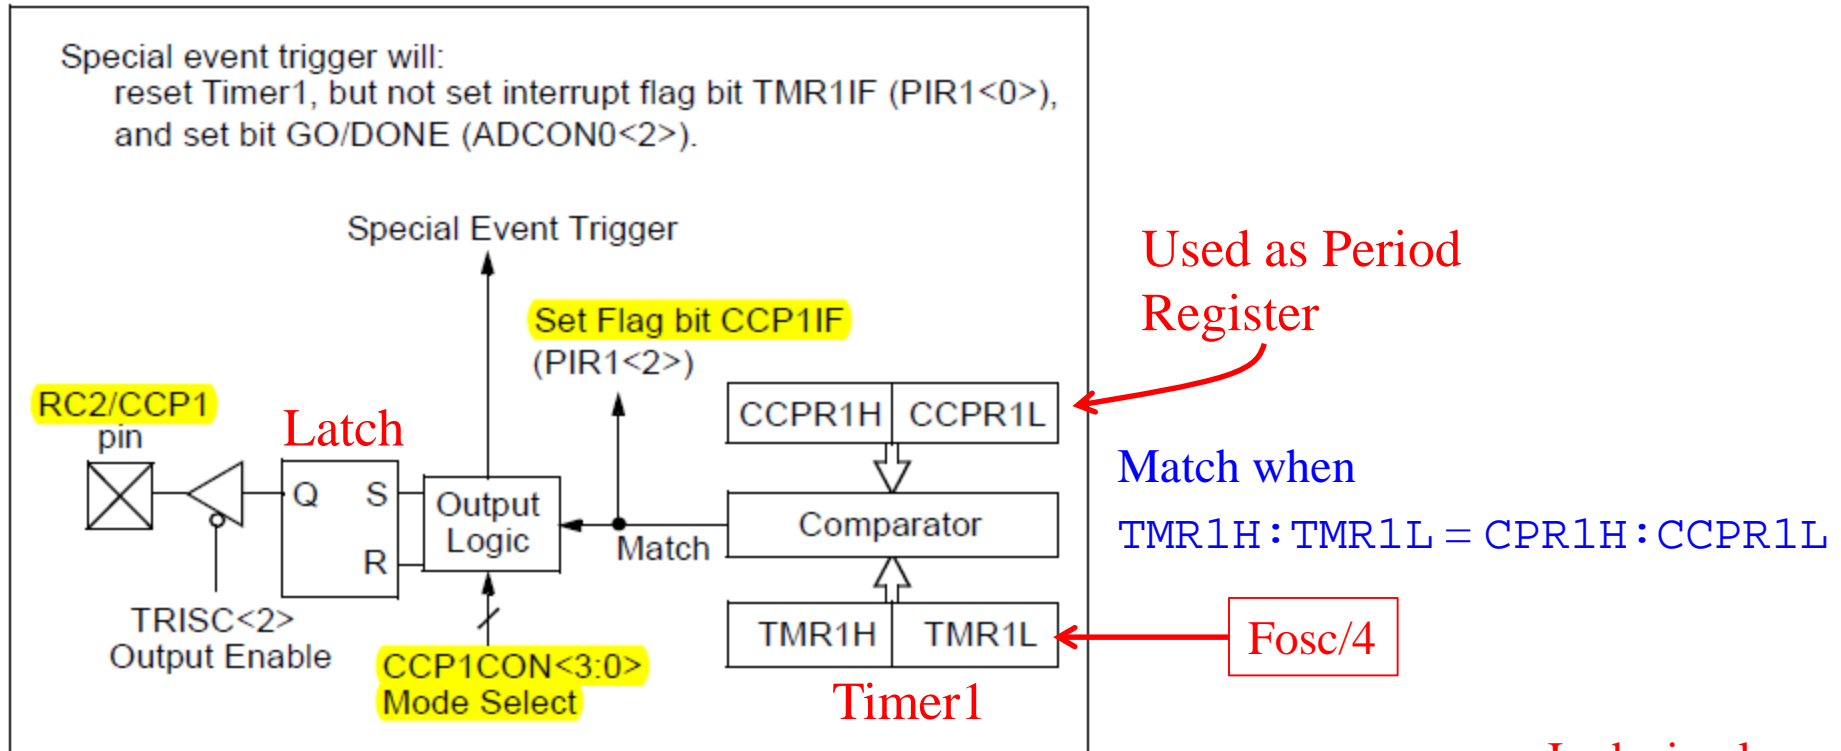 Special event trigger will:
reset Timer1, but not set interrupt flag bit TMR1IF (PIR1<0>),
and set bit GO/DONE (ADCON0<2>).
Special Event Trigger
Used as Period
Register
Set Flag bit CCP1IF
(PIR1<2>)
RC2/CCP1
pin
Latch
CCPR1H CCPR1L
Match when
TMR1H:TMR1L = CPR1H:CCPR1L
Q S
R
Output
Logic
Match
Comparator
TRISC<2>
Output Enable
CCP1CON<3:0>
Mode Select
TMR1H TMR1L
Fosc/4
Timer1